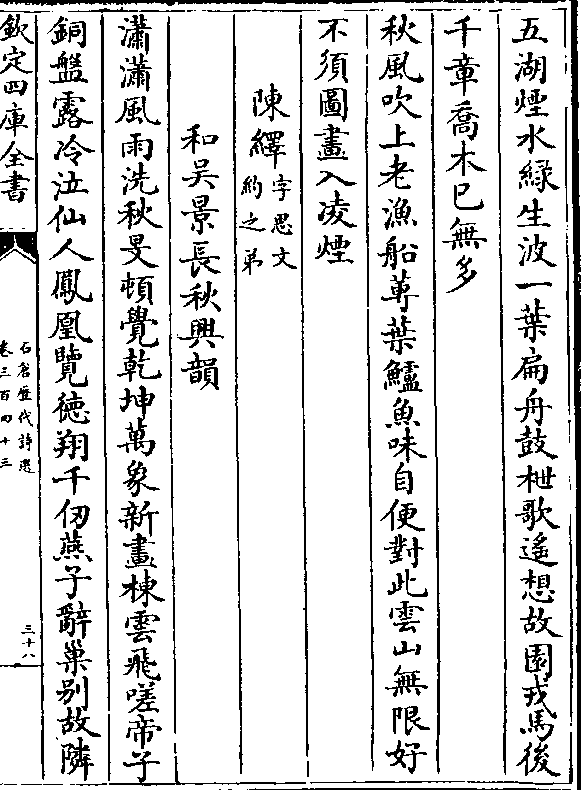 五湖煙水緑生波一葉扁舟鼓枻歌遙想故園戎馬後
千章喬木已無多
秋風吹上老漁船蓴葉鱸魚味自便對此雲山無限好
不須圖畫入凌煙
陳繹字思文
約之弟
和吴景長秋興韻
瀟瀟風雨洗秋旻頓覺乾坤萬象新畫棟雲飛嗟帝子
銅盤露冷泣仙人鳳凰覽徳翔千仞燕子辭巢别故隣
欽定四庫全書
石倉歷代詩選
卷三百四十三
三十八